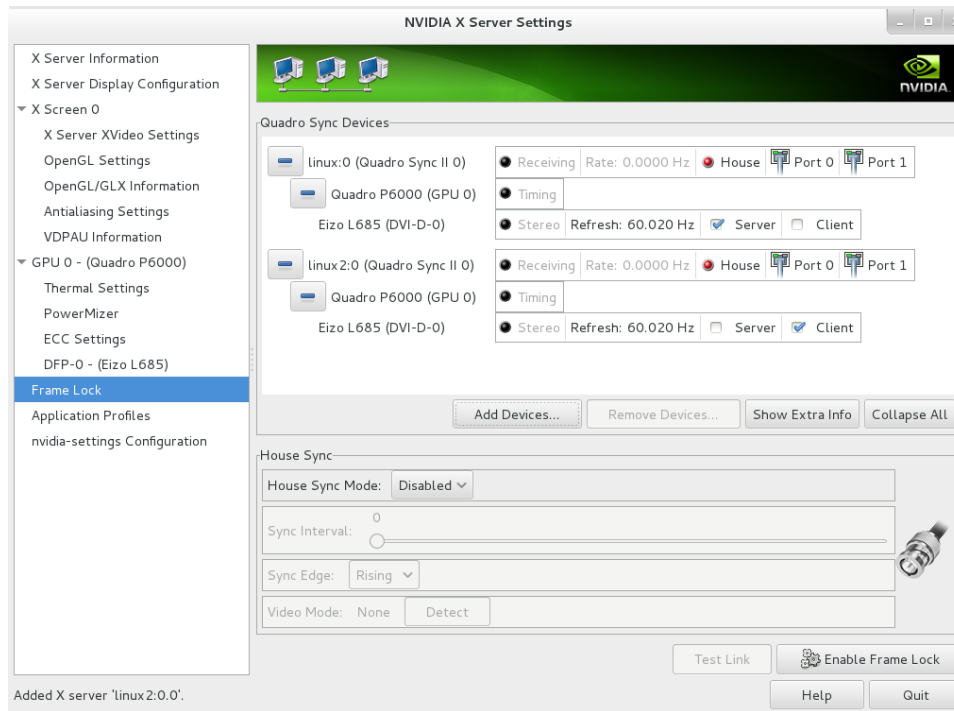 NVIDIA X Server Settings
X Server Information
X Server Display Configuration
X Screen 0
X Server XVideo Settings
OpenGL Settings
OpenGL/GLX Information
Antialiasing Settings
VDPAU Information
GPU 0 - (Quadro P6000)
Thermal Settings
PowerMizer
ECC Settings
DFP-0 - (Eizo L685)
Frame Lock
Application Profiles
nvidia-settings Configuration
NVIDIA.
Quadro Sync Devices
linux:0 (Quadro Sync II 0) Receiving Rate: 0.0000 Hz House Port 0 Port 1
Quadro P6000 (GPU 0) Timing
Eizo L685 (DVI-D-0) Stereo Refresh: 60.020 Hz Server Client
linux2:0 (Quadro Sync II 0) Receiving Rate: 0.0000 Hz House Port 0 Port 1
Quadro P6000 (GPU 0) Timing
Eizo L685 (DVI-D-0) Stereo Refresh: 60.020 Hz Server Client
Add Devices... Remove Devices... Show Extra Info Collapse All
House Sync
House Sync Mode: Disabled
Sync Interval: 0
Sync Edge: Rising
Video Mode: None Detect
Test Link Enable Frame Lock
Added X server 'linux2:0.0'. Help Quit